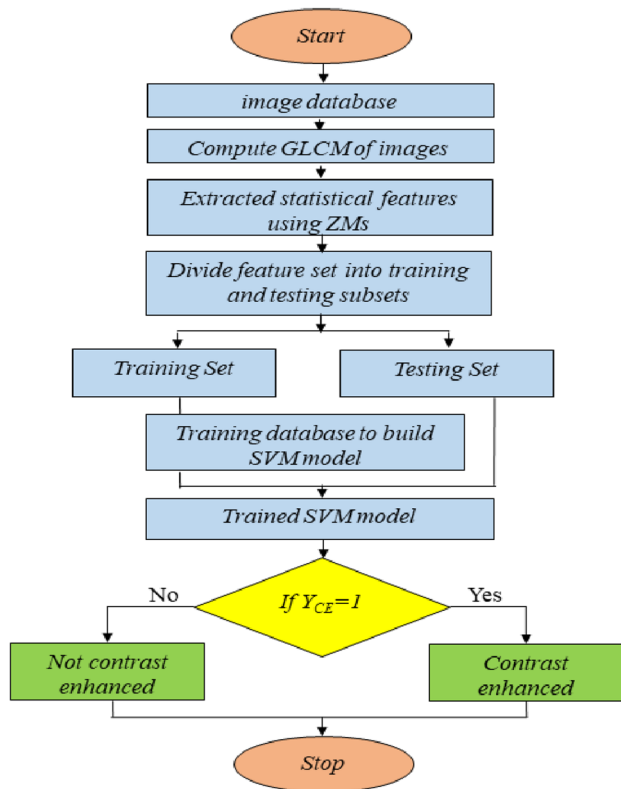 Start
image database
Compute GLCM of images
Extracted statistical features
using ZMs
Divide feature set into training
and testing subsets
Training Set
Testing Set
Training database to build
SVM model
Trained SVM model
No
If Y_CE=1
Yes
Not contrast
enhanced
Contrast
enhanced
Stop